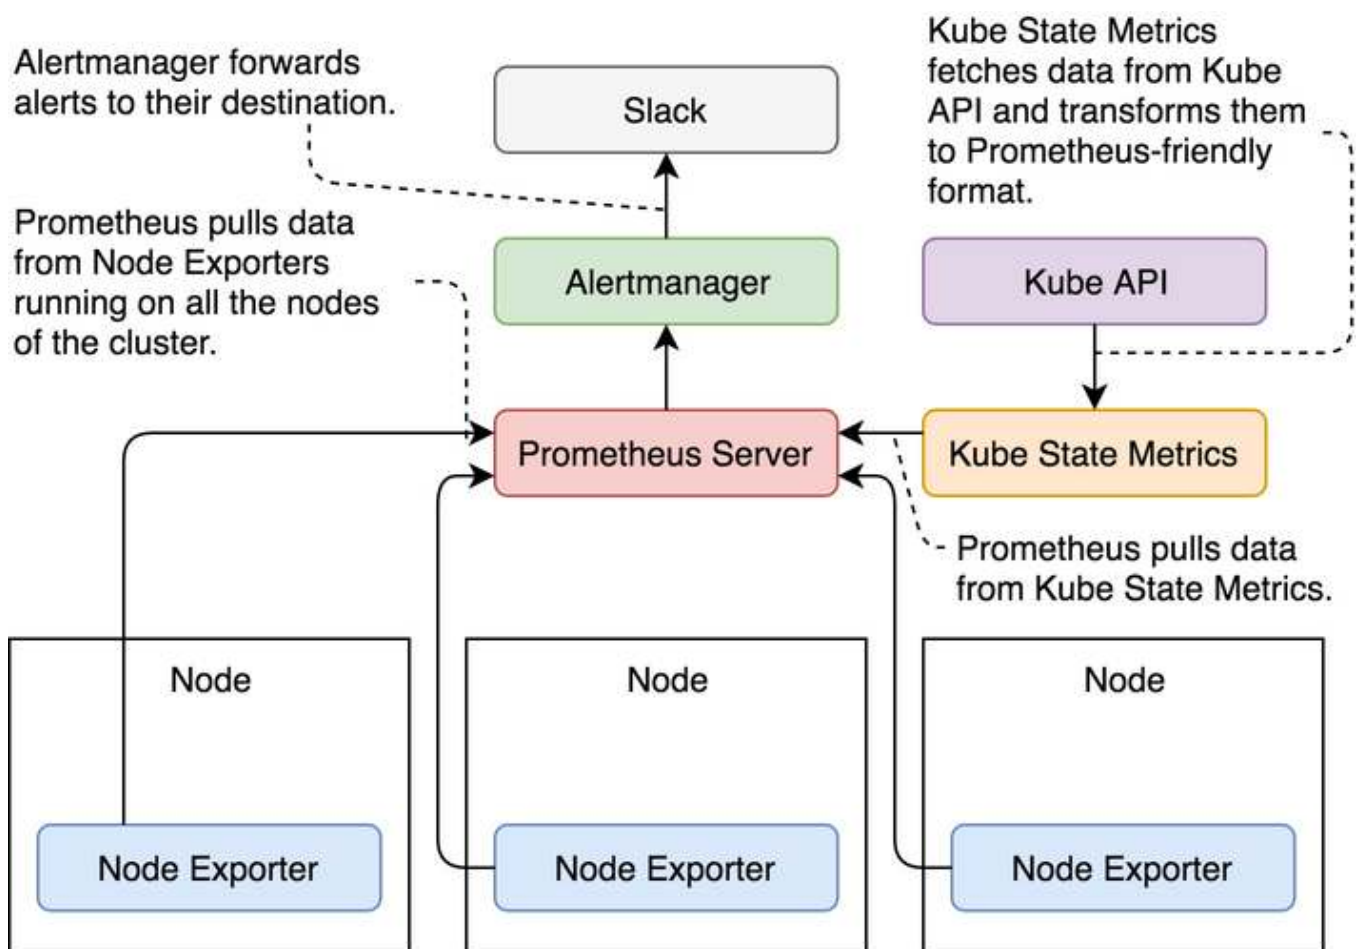 Alertmanager forwards
alerts to their destination.
Slack
Kube State Metrics
fetches data from Kube
API and transforms them
to Prometheus-friendly
format.
Prometheus pulls data
from Node Exporters
running on all the nodes
of the cluster.
Alertmanager
Kube API
Prometheus Server
Kube State Metrics
Prometheus pulls data
from Kube State Metrics.
Node
Node
Node
Node Exporter
Node Exporter
Node Exporter